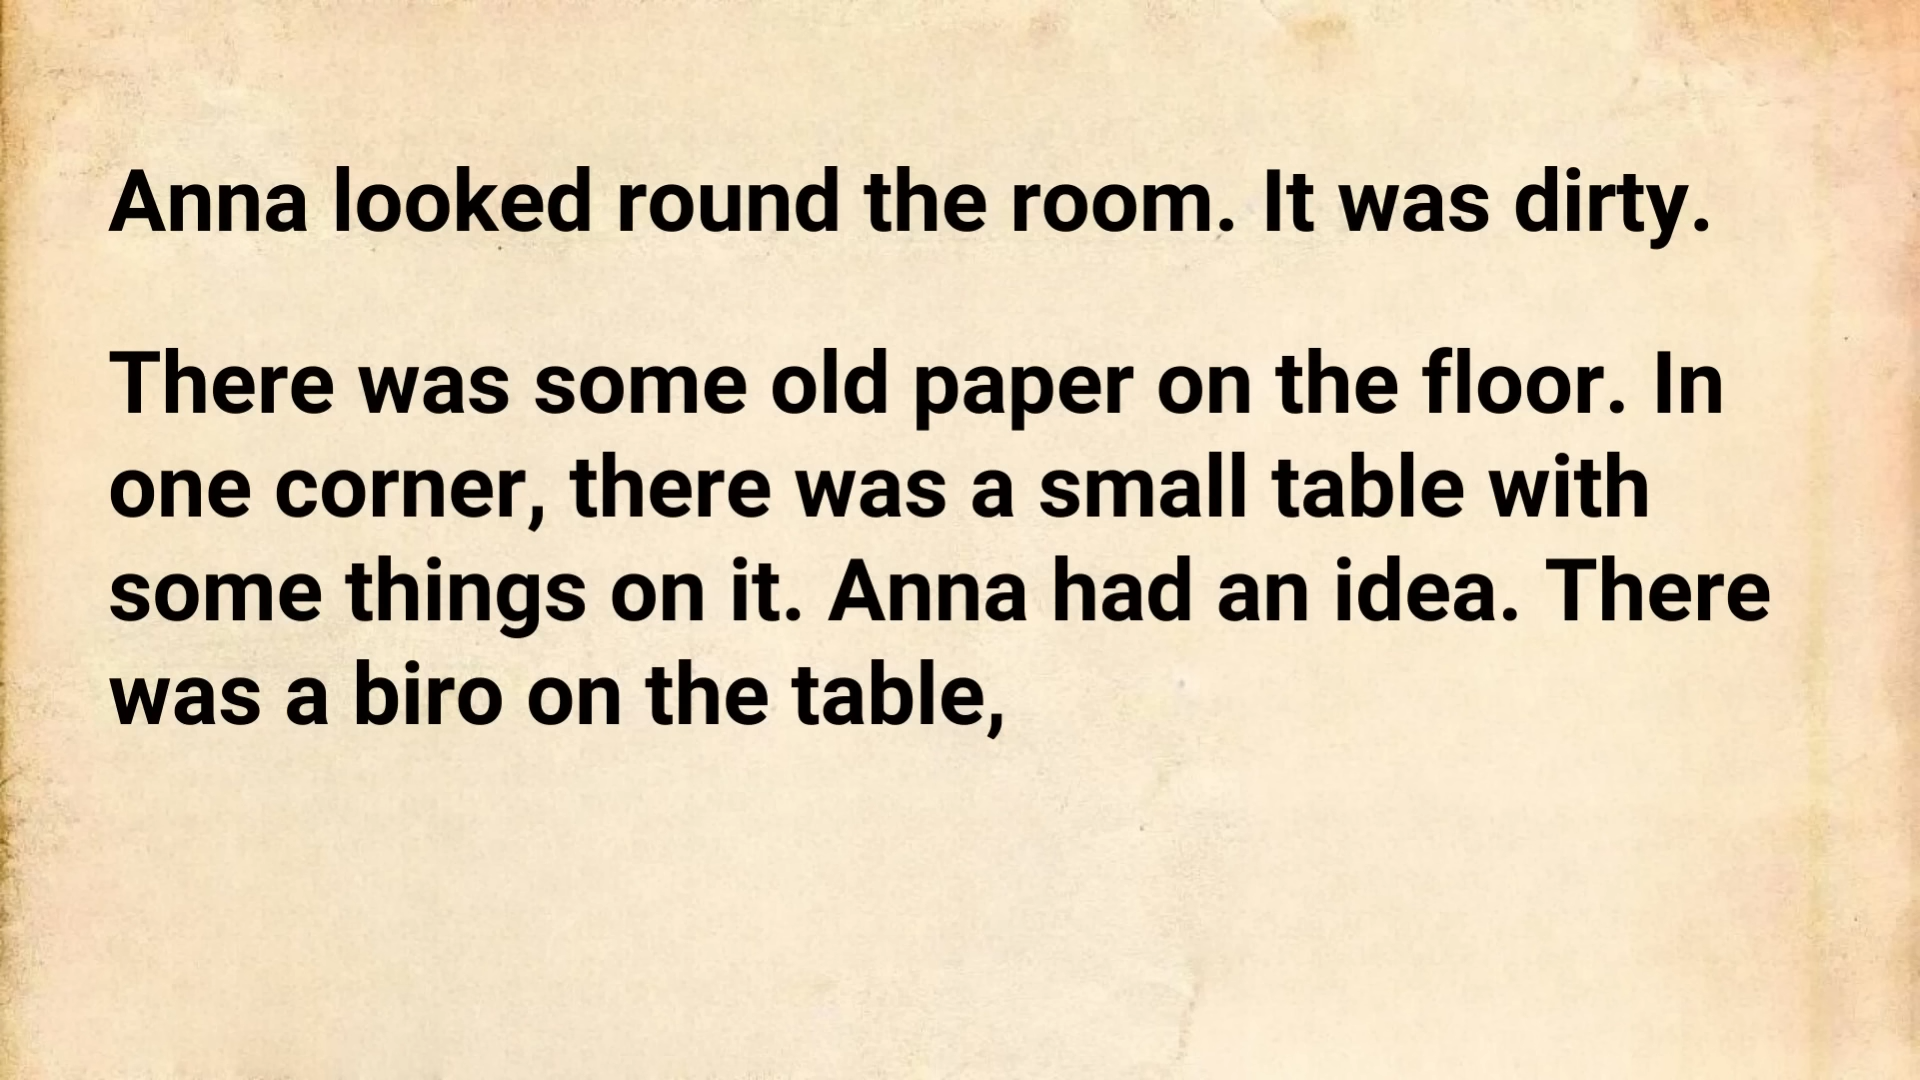 Anna looked round the room. It was dirty.
There was some old paper on the floor. In
one corner, there was a small table with
some things on it. Anna had an idea. There
was a biro on the table,